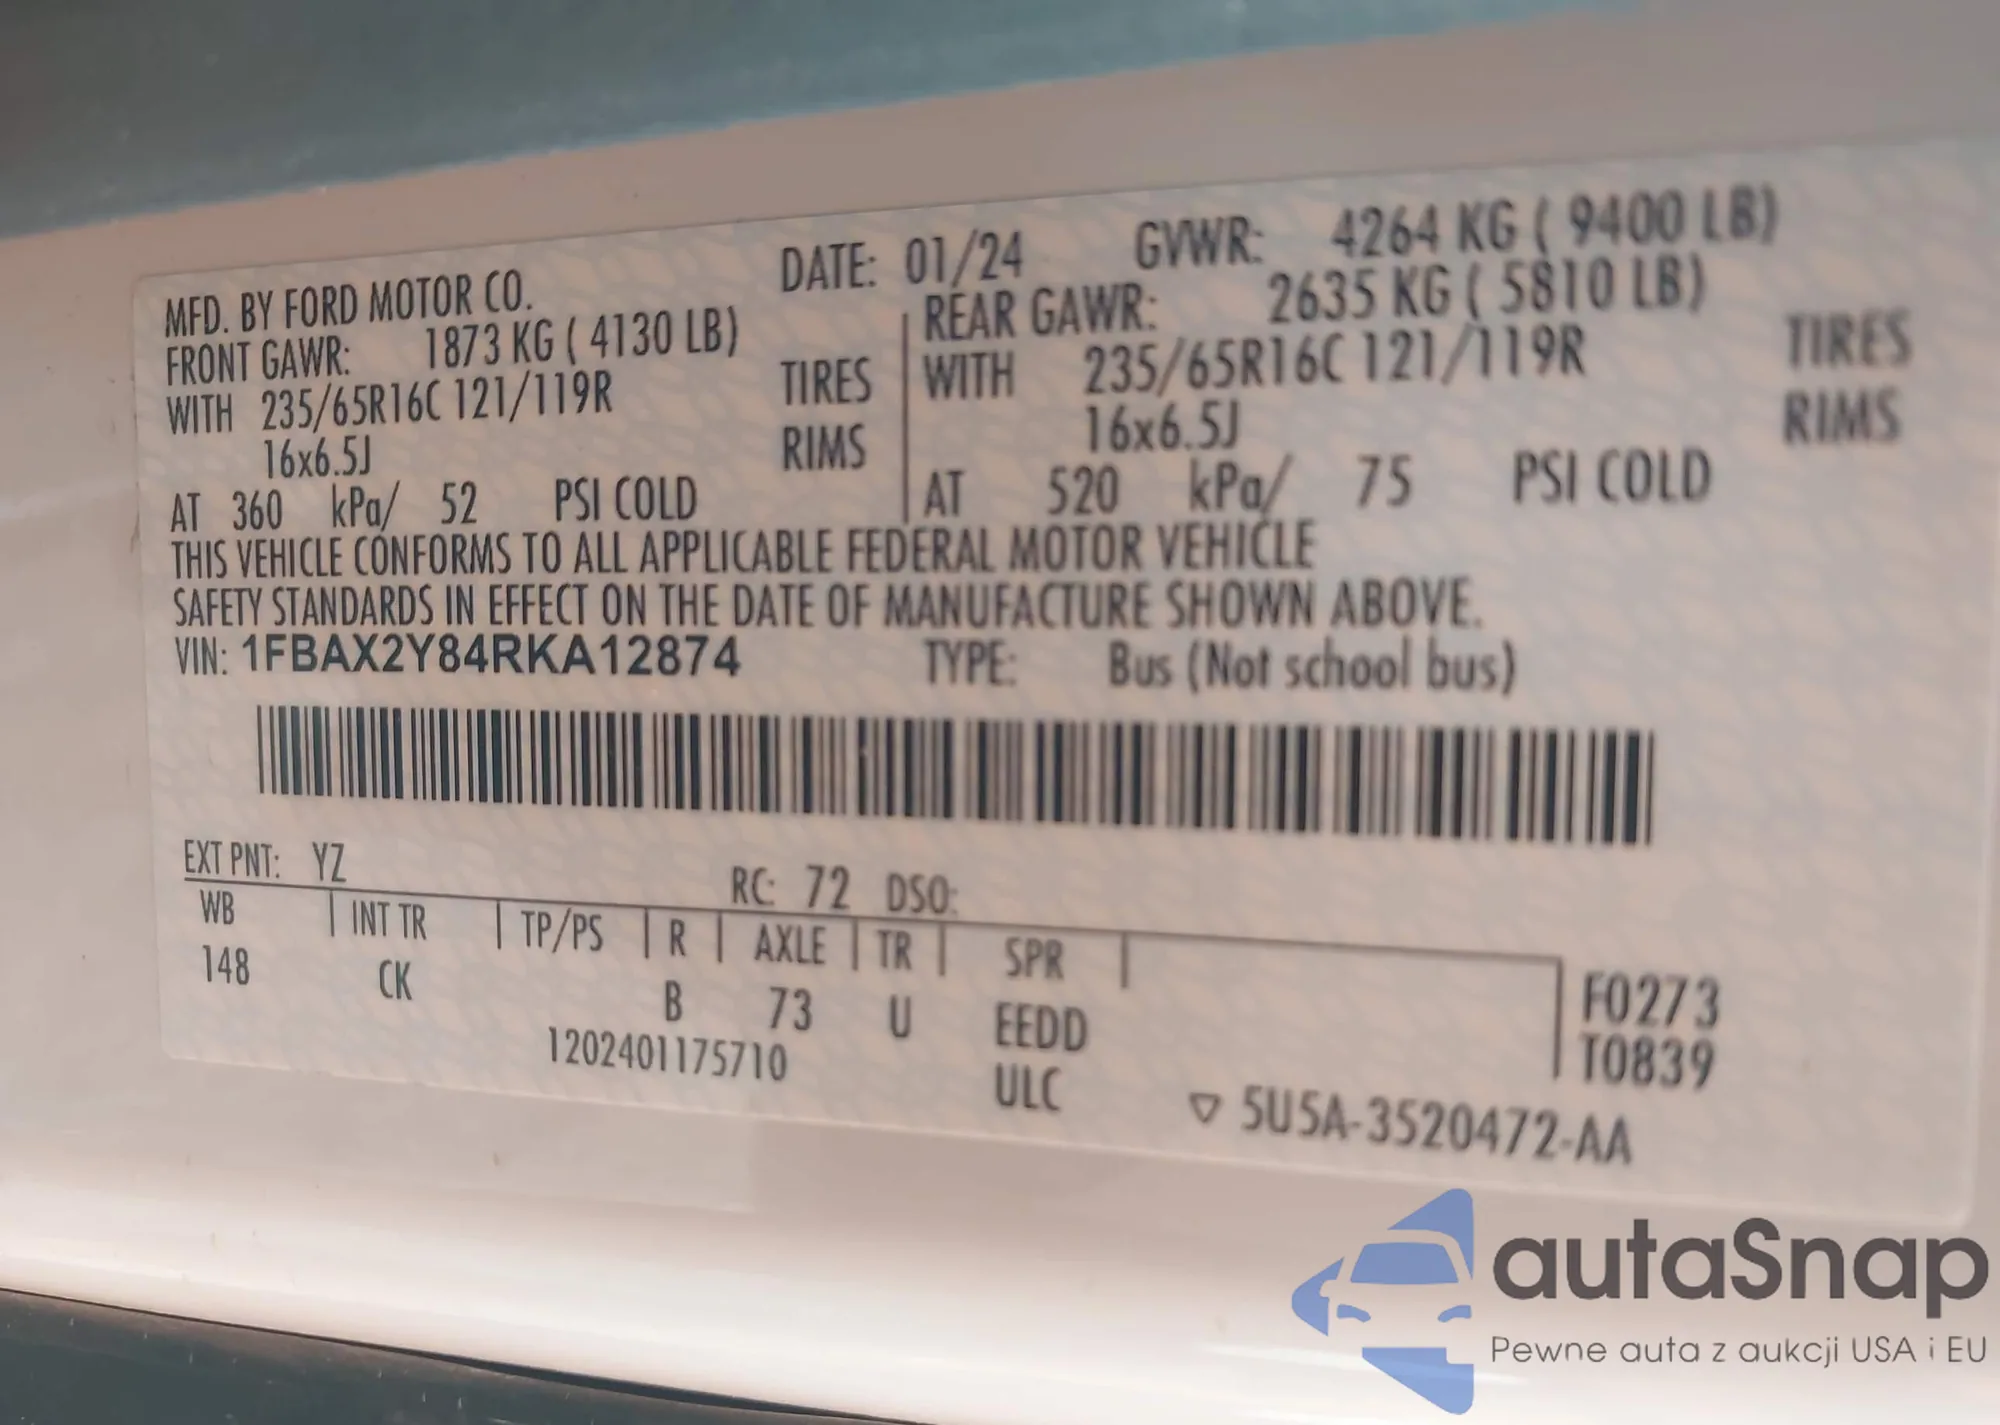 MFD. BY FORD MOTOR CO. DATE: 01/24 GVWR: 4264 KG ( 9400 LB)
FRONT GAWR: 1873 KG ( 4130 LB)
WITH 235/65R16C 121/119R TIRES
16x6.5J RIMS
AT 360 kPa/ 52 PSI COLD
REAR GAWR: 2635 KG ( 5810 LB)
WITH 235/65R16C 121/119R TIRES
16x6.5J RIMS
AT 520 kPa/ 75 PSI COLD
THIS VEHICLE CONFORMS TO ALL APPLICABLE FEDERAL MOTOR VEHICLE
SAFETY STANDARDS IN EFFECT ON THE DATE OF MANUFACTURE SHOWN ABOVE.
VIN: 1FBAX2Y84RKA12874 TYPE: Bus (Not school bus)
EXT PNT: YZ RC: 72 DSO:
WB | INT TR | TP/PS | R | AXLE | TR | SPR |
148 CK B 73 U EEDD
F0273
T0839
1202401175710 ULC
▽ 5U5A-3520472-AA
autaSnap
Pewne auta z aukcji USA i EU